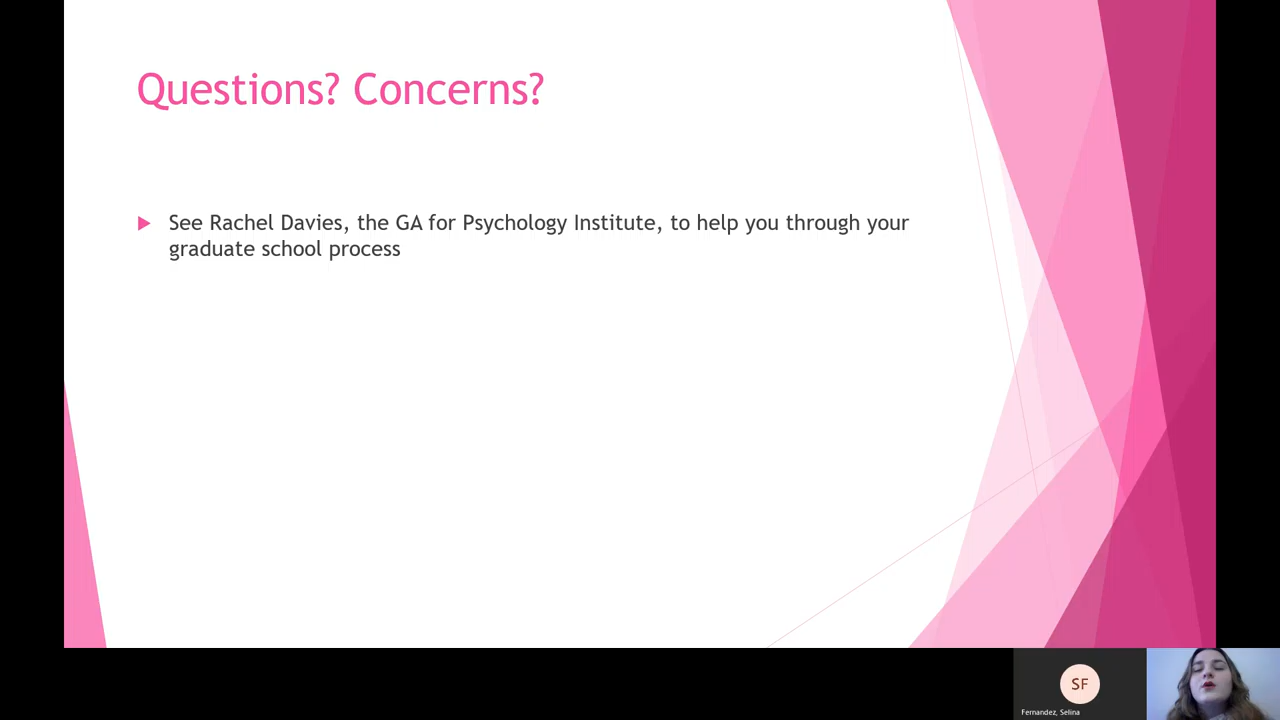 Questions? Concerns?
See Rachel Davies, the GA for Psychology Institute, to help you through your
graduate school process
SF
Fernandez, Selina